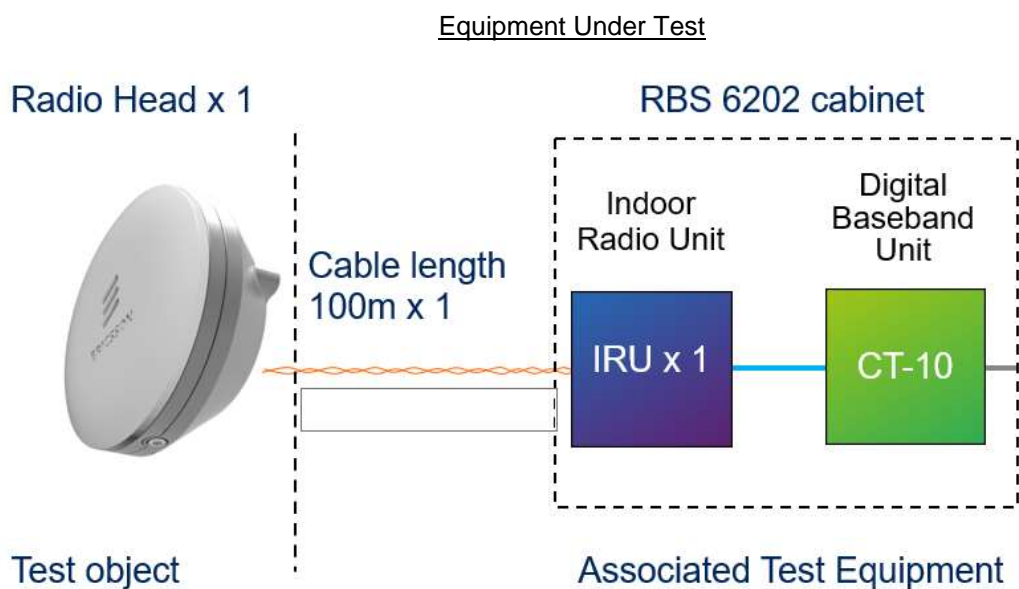 Equipment Under Test
Radio Head x 1
RBS 6202 cabinet
Indoor
Radio Unit
Digital
Baseband
Unit
Cable length
100m x 1
IRU x 1
CT-10
ERICSSON
Test object
Associated Test Equipment